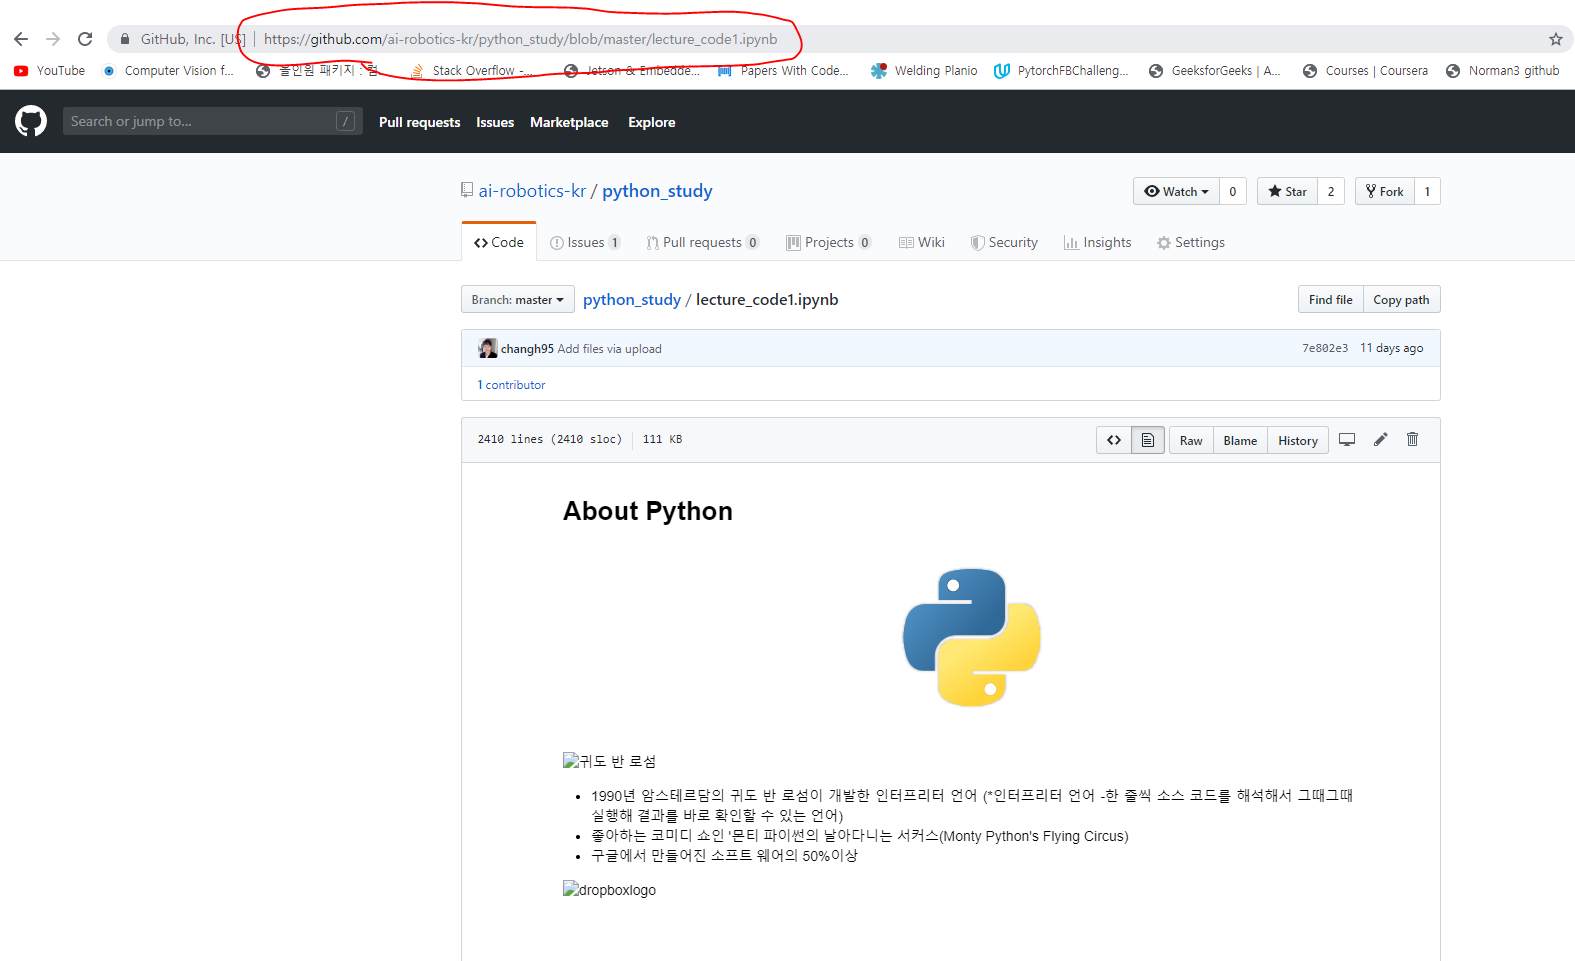 GitHub, Inc. [US] | https://github.com/ai-robotics-kr/python_study/blob/master/lecture_code1.ipynb
YouTube Computer Vision f... 올인원 패키지 : 컴... Stack Overflow -... Jetson & Embedde... Papers With Code... Welding Planio PytorchFBChalleng... GeeksforGeeks | A... Courses | Coursera Norman3 github
Search or jump to... / Pull requests Issues Marketplace Explore
ai-robotics-kr / python_study Watch 0 Star 2 Fork 1
Code Issues 1 Pull requests 0 Projects 0 Wiki Security Insights Settings
Branch: master python_study / lecture_code1.ipynb Find file Copy path
changh95 Add files via upload 7e802e3 11 days ago
1 contributor
2410 lines (2410 sloc) 111 KB Raw Blame History
About Python
귀도 반 로섬
• 1990년 암스테르담의 귀도 반 로섬이 개발한 인터프리터 언어 (*인터프리터 언어 -한 줄씩 소스 코드를 해석해서 그때그때
실행해 결과를 바로 확인할 수 있는 언어)
• 좋아하는 코미디 쇼인 '몬티 파이썬의 날아다니는 서커스(Monty Python's Flying Circus)
• 구글에서 만들어진 소프트 웨어의 50%이상
dropboxlogo